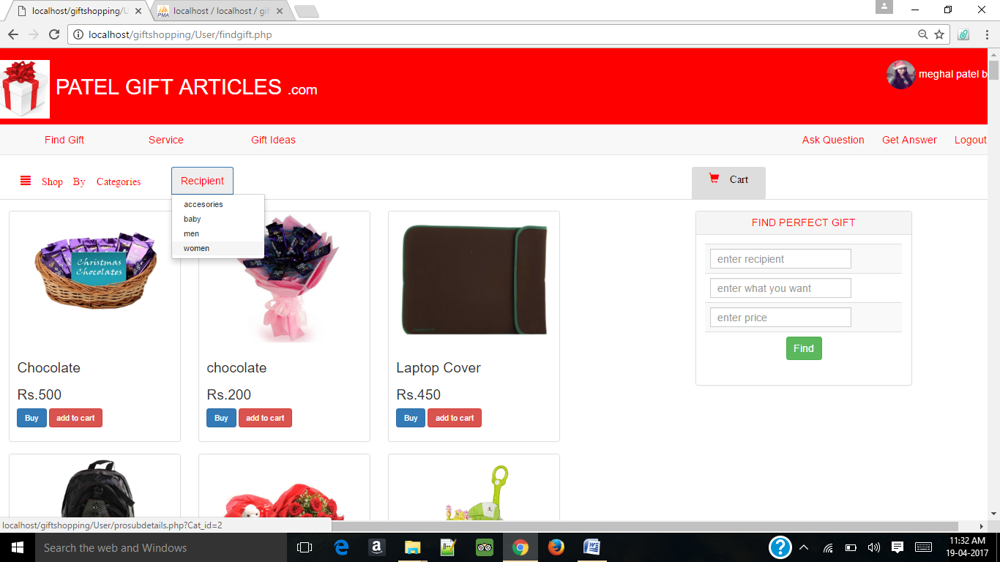 localhost/giftshopping/U
localhost / localhost / gif
localhost/giftshopping/User/findgift.php
PATEL GIFT ARTICLES .com
meghal patel b
Find Gift Service Gift Ideas Ask Question Get Answer Logout
Shop By Categories Recipient Cart
accesories
baby
men
women
FIND PERFECT GIFT
enter recipient
enter what you want
enter price
Find
Christmas
Chocolates
Chocolate chocolate Laptop Cover
Rs.500 Rs.200 Rs.450
Buy add to cart Buy add to cart Buy add to cart
localhost/giftshopping/User/prosubdetails.php?Cat_id=2
Search the web and Windows
11:32 AM
19-04-2017